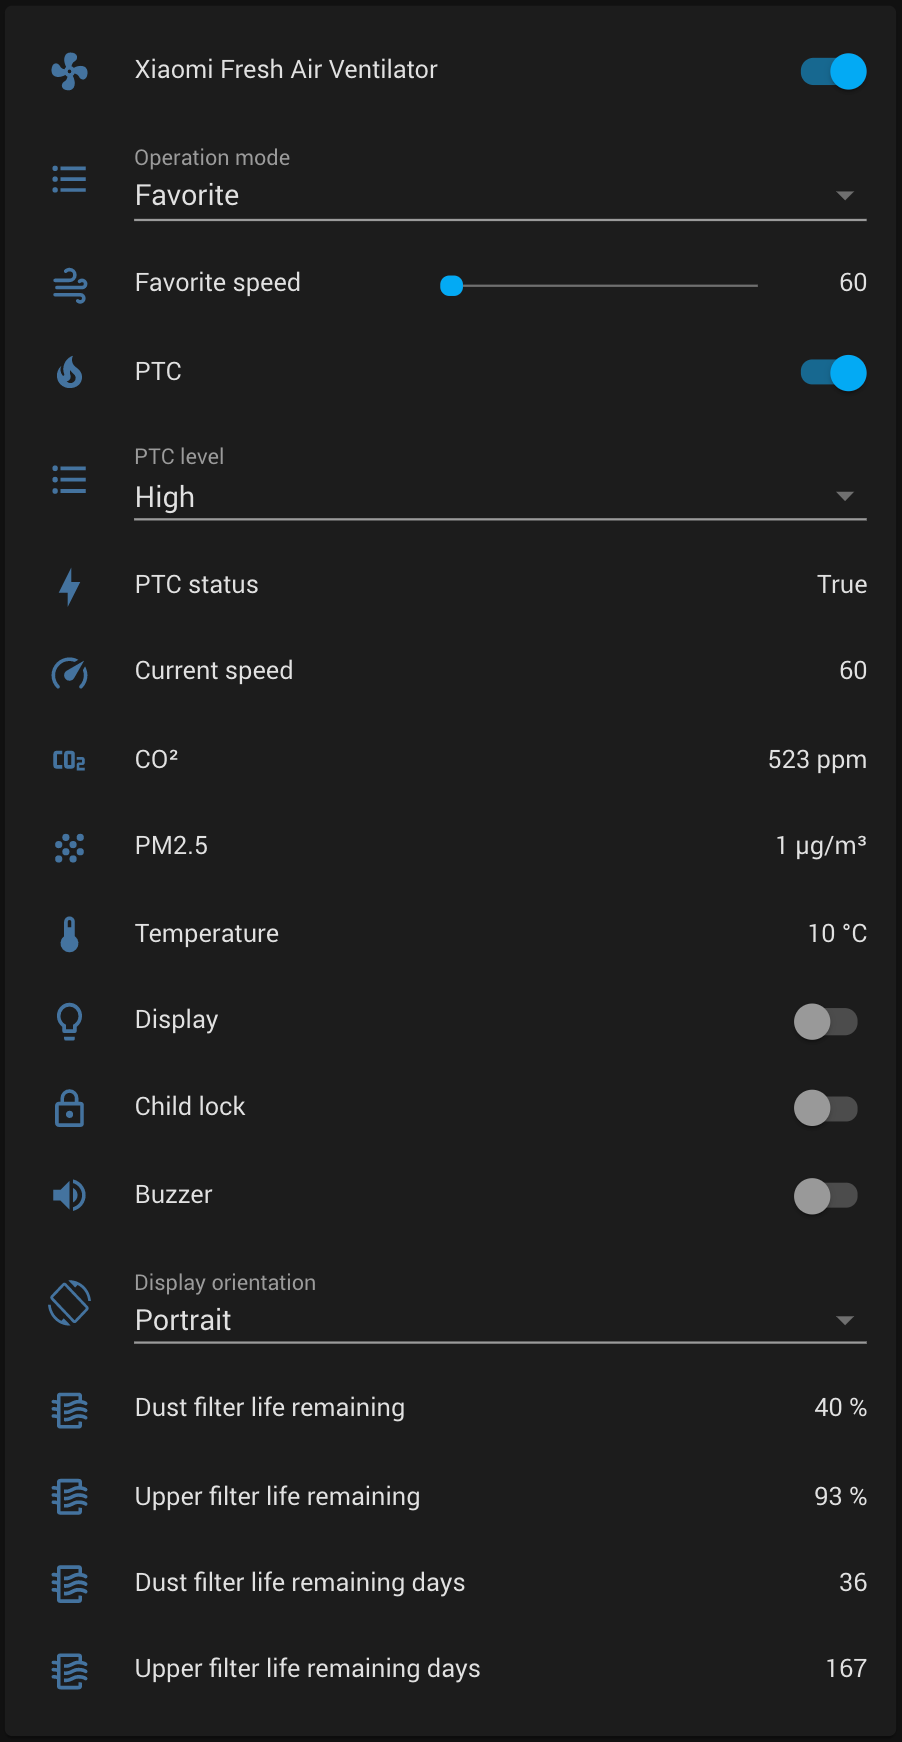 Xiaomi Fresh Air Ventilator
Operation mode
Favorite
Favorite speed 60
PTC
PTC level
High
PTC status True
Current speed 60
CO2 CO² 523 ppm
PM2.5 1 µg/m³
Temperature 10 °C
Display
Child lock
Buzzer
Display orientation
Portrait
Dust filter life remaining 40 %
Upper filter life remaining 93 %
Dust filter life remaining days 36
Upper filter life remaining days 167